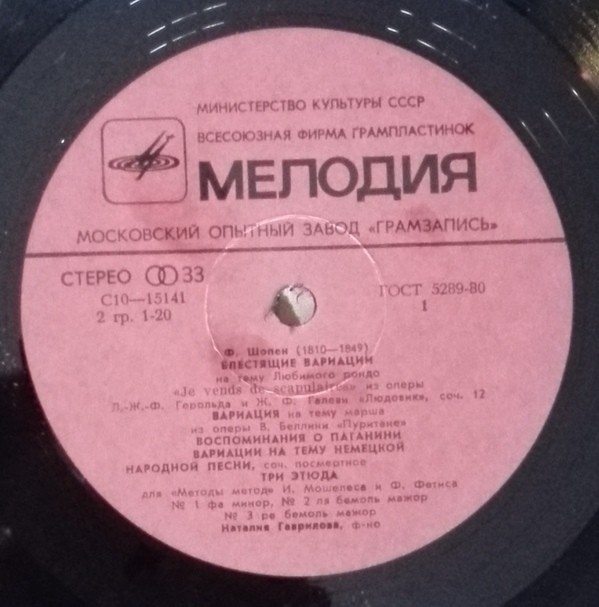 МИНИСТЕРСТВО КУЛЬТУРЫ СССР
ВСЕСОЮЗНАЯ ФИРМА ГРАМПЛАСТИНОК
МЕЛОДИЯ
МОСКОВСКИЙ ОПЫТНЫЙ ЗАВОД «ГРАМЗАПИСЬ»
СТЕРЕО 33
С10—15141
2 гр. 1-20
ГОСТ 5289-80
1
Ф. Шопен (1810—1849)
БЛЕСТЯЩИЕ ВАРИАЦИИ
на тему Любимого рондо
«Je vends de scapulaires» из оперы
Л.-Ж.-Ф. Герольда и Ж. Ф. Галеви «Людовик», соч. 12
ВАРИАЦИЯ на тему марша
из оперы В. Беллини «Пуритане»
ВОСПОМИНАНИЯ О ПАГАНИНИ
ВАРИАЦИИ НА ТЕМУ НЕМЕЦКОЙ
НАРОДНОЙ ПЕСНИ, соч. посмертное
ТРИ ЭТЮДА
для «Методы метод» И. Мошелеса и Ф. Фетиса
№ 1 фа минор, № 2 ля бемоль мажор
№ 3 ре бемоль мажор
Наталия Гаврилова, ф-но